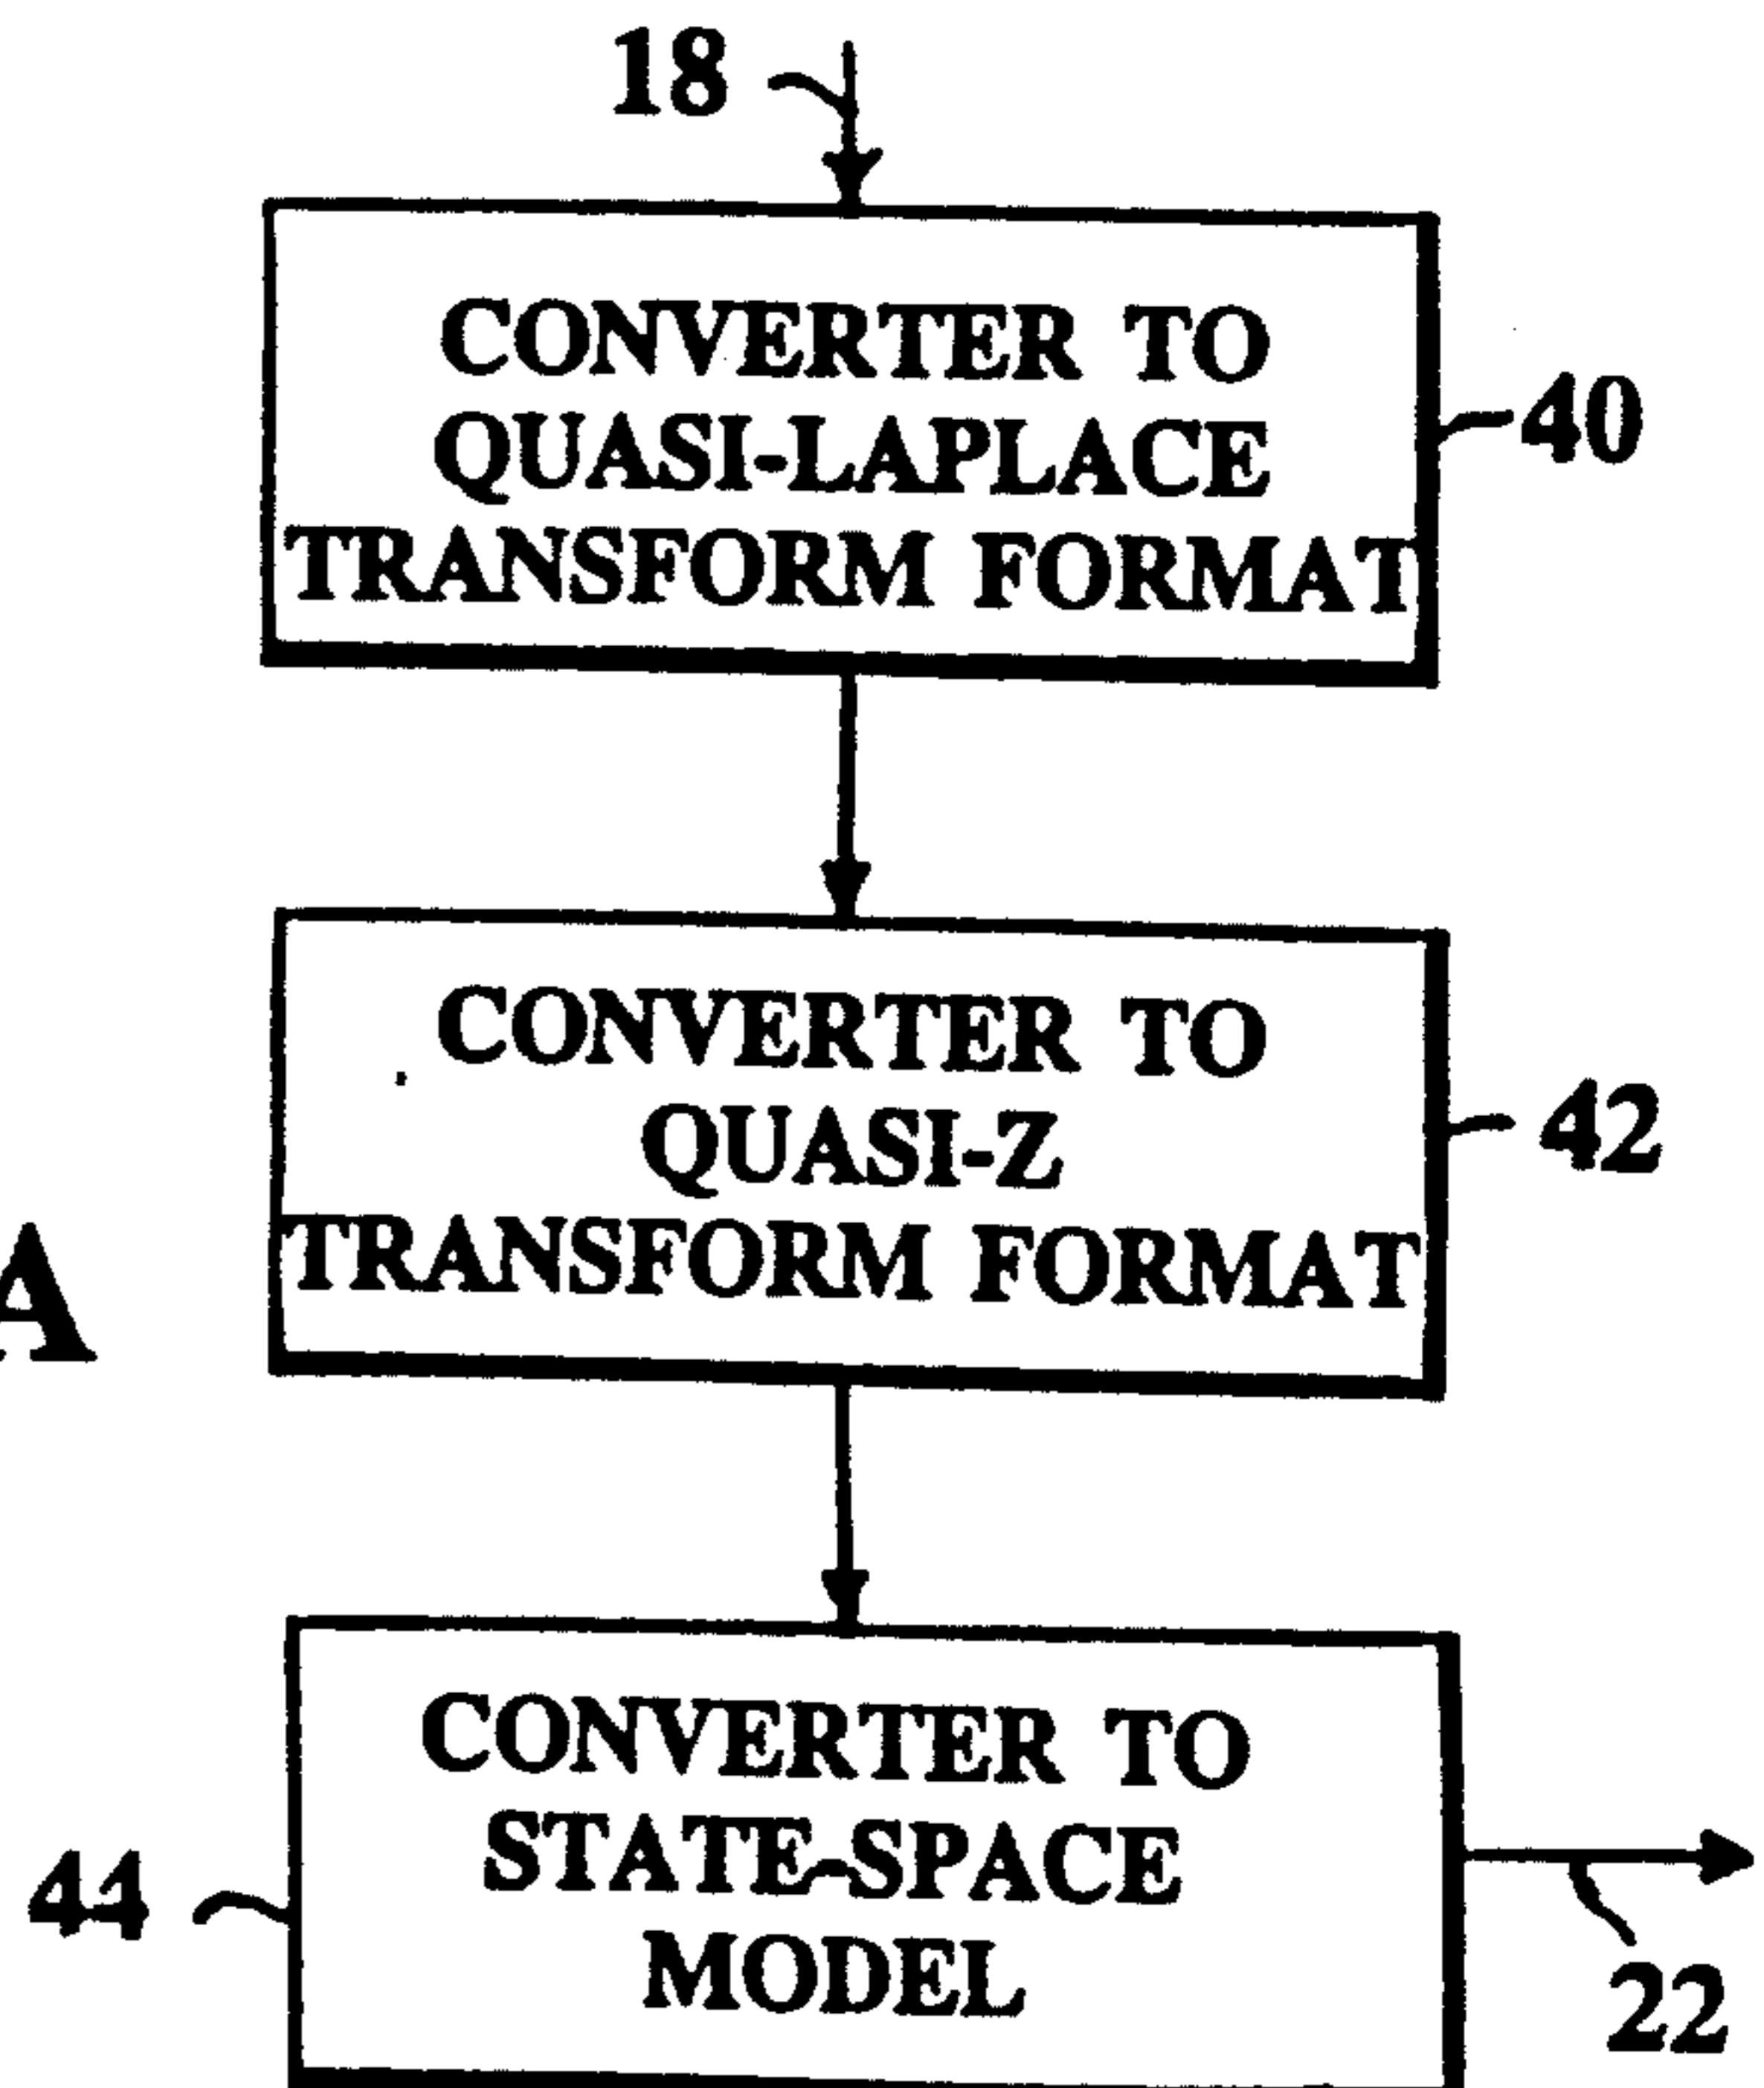 18
CONVERTER TO
QUASI-LAPLACE
TRANSFORM FORMAT
40
CONVERTER TO
QUASI-Z
TRANSFORM FORMAT
42
A
CONVERTER TO
STATE-SPACE
MODEL
44
22